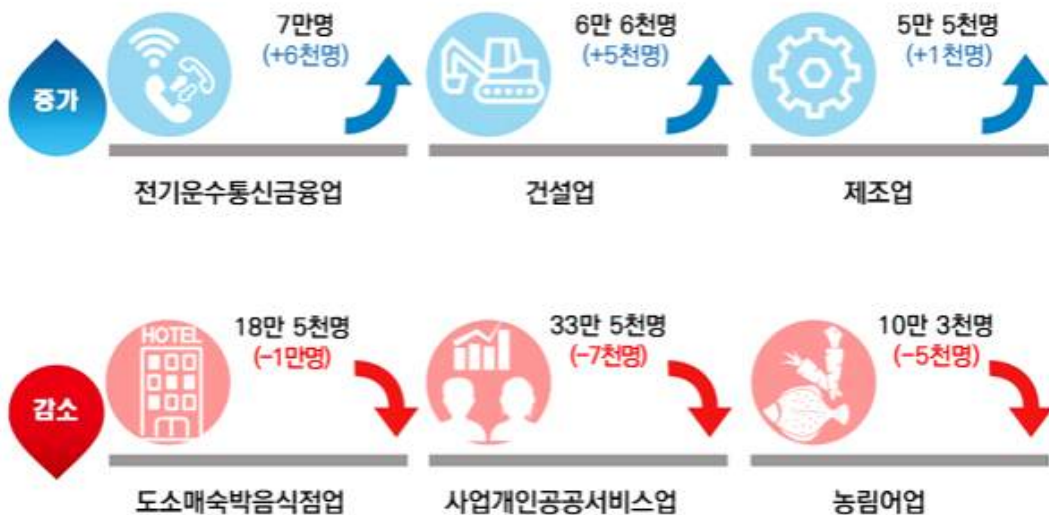 증가
7만명
(+6천명)
전기운수통신금융업
6만 6천명
(+5천명)
건설업
5만 5천명
(+1천명)
제조업
감소
HOTEL
18만 5천명
(-1만명)
도소매숙박음식점업
33만 5천명
(-7천명)
사업개인공공서비스업
10만 3천명
(-5천명)
농림어업